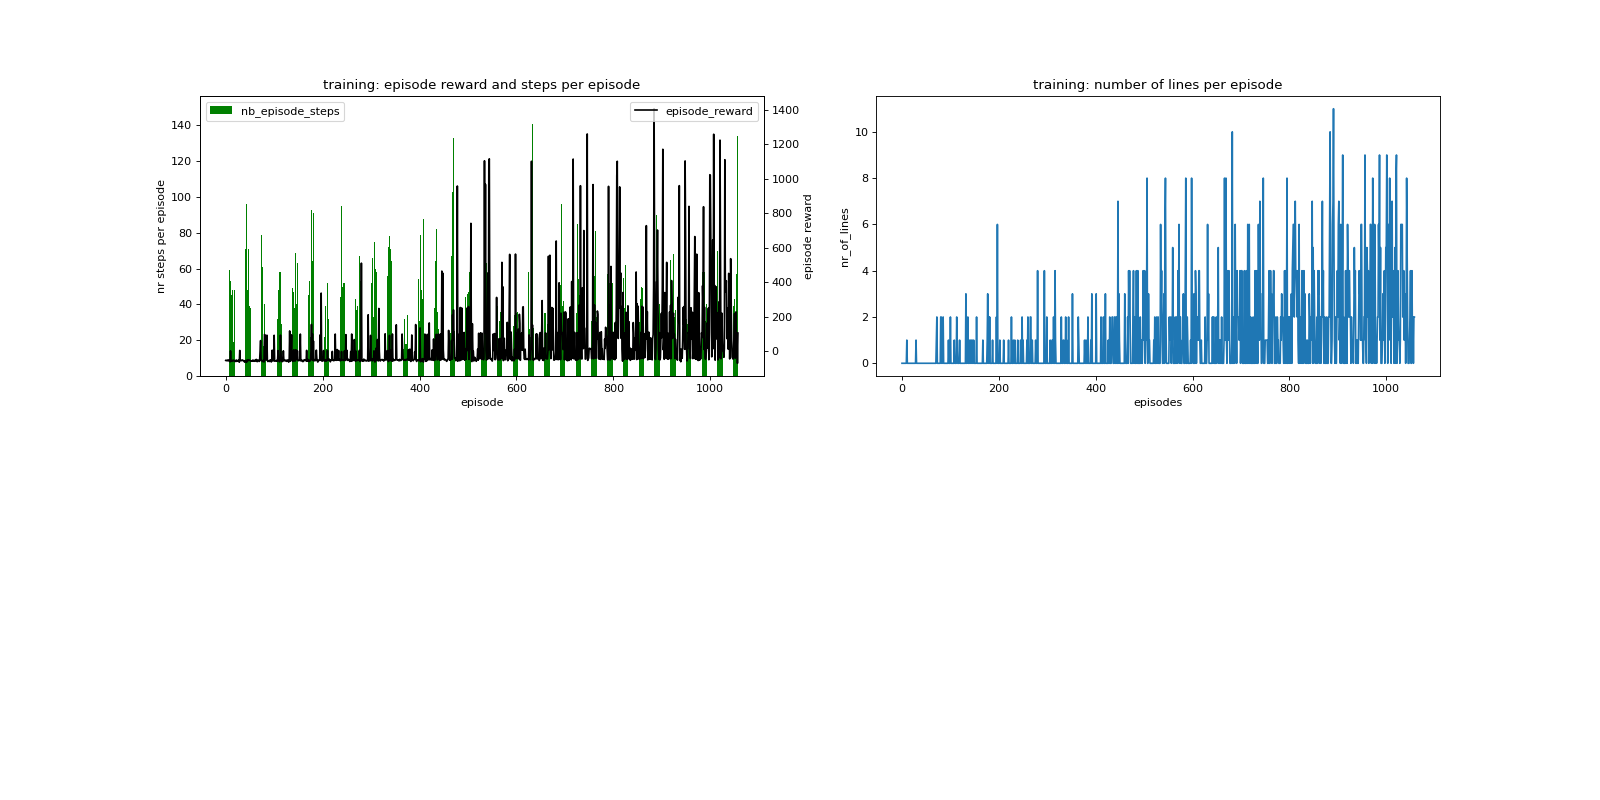 training: episode reward and steps per episode
nb_episode_steps
episode_reward
nr steps per episode
0
20
40
60
80
100
120
140
episode reward
0
200
400
600
800
1000
1200
1400
0 200 400 600 800 1000
episode
training: number of lines per episode
nr_of_lines
0
2
4
6
8
10
0 200 400 600 800 1000
episodes